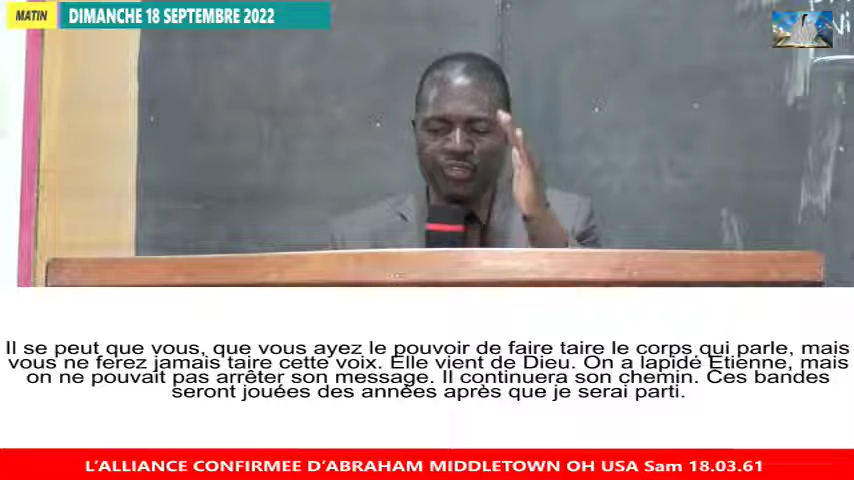 MATIN
DIMANCHE 18 SEPTEMBRE 2022
Il se peut que vous, que vous ayez le pouvoir de faire taire le corps qui parle, mais
vous ne ferez jamais taire cette voix. Elle vient de Dieu. On a lapidé Etienne, mais
on ne pouvait pas arrêter son message. Il continuera son chemin. Ces bandes
seront jouées des années après que je serai parti.
L'ALLIANCE CONFIRMEE D'ABRAHAM MIDDLETOWN OH USA Sam 18.03.61